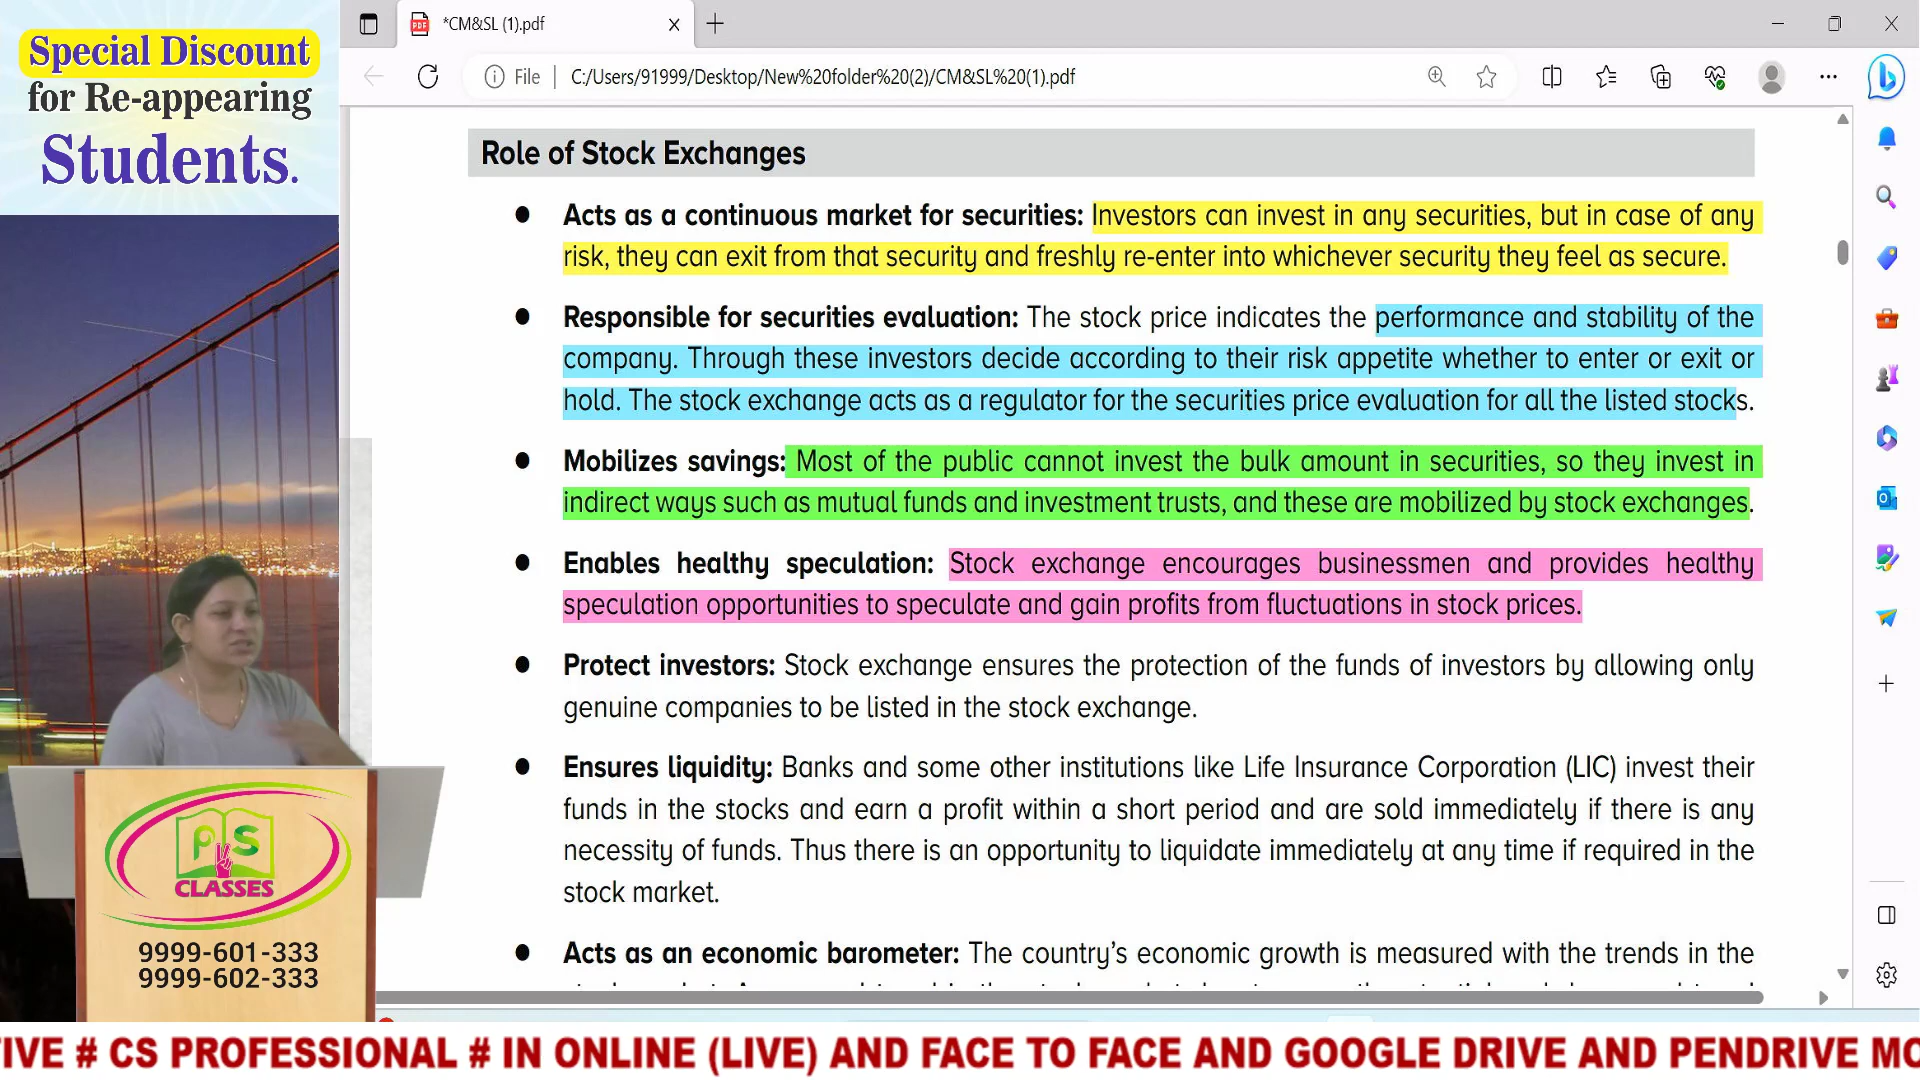 Special Discount
for Re-appearing
Students.
*CM&SL (1).pdf
File
C:/Users/91999/Desktop/New%20folder%20(2)/CM&SL%20(1).pdf
Role of Stock Exchanges
● Acts as a continuous market for securities: Investors can invest in any securities, but in case of any
risk, they can exit from that security and freshly re-enter into whichever security they feel as secure.
● Responsible for securities evaluation: The stock price indicates the performance and stability of the
company. Through these investors decide according to their risk appetite whether to enter or exit or
hold. The stock exchange acts as a regulator for the securities price evaluation for all the listed stocks.
● Mobilizes savings: Most of the public cannot invest the bulk amount in securities, so they invest in
indirect ways such as mutual funds and investment trusts, and these are mobilized by stock exchanges.
● Enables healthy speculation: Stock exchange encourages businessmen and provides healthy
speculation opportunities to speculate and gain profits from fluctuations in stock prices.
● Protect investors: Stock exchange ensures the protection of the funds of investors by allowing only
genuine companies to be listed in the stock exchange.
● Ensures liquidity: Banks and some other institutions like Life Insurance Corporation (LIC) invest their
funds in the stocks and earn a profit within a short period and are sold immediately if there is any
necessity of funds. Thus there is an opportunity to liquidate immediately at any time if required in the
stock market.
● Acts as an economic barometer: The country's economic growth is measured with the trends in the
PS
CLASSES
9999-601-333
9999-602-333
TIVE # CS PROFESSIONAL # IN ONLINE (LIVE) AND FACE TO FACE AND GOOGLE DRIVE AND PENDRIVE MO